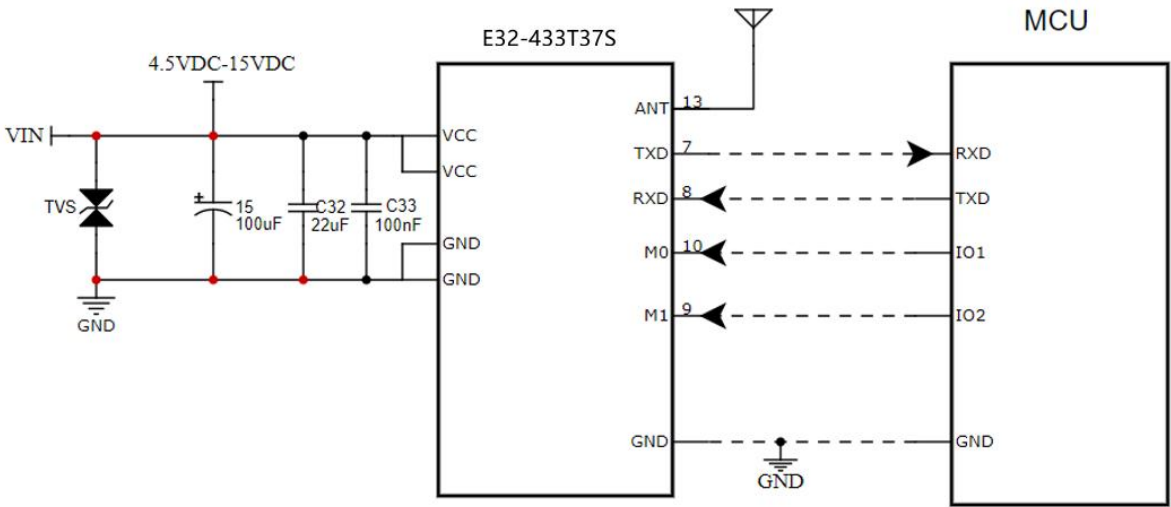 MCU
E32-433T37S
4.5VDC-15VDC
ANT 13
VIN
VCC
TXD 7
RXD
VCC
TVS
+
15
100uF
C32
22uF
C33
100nF
RXD 8
TXD
GND
M0 10
IO1
GND
GND
M1 9
IO2
GND
GND
GND